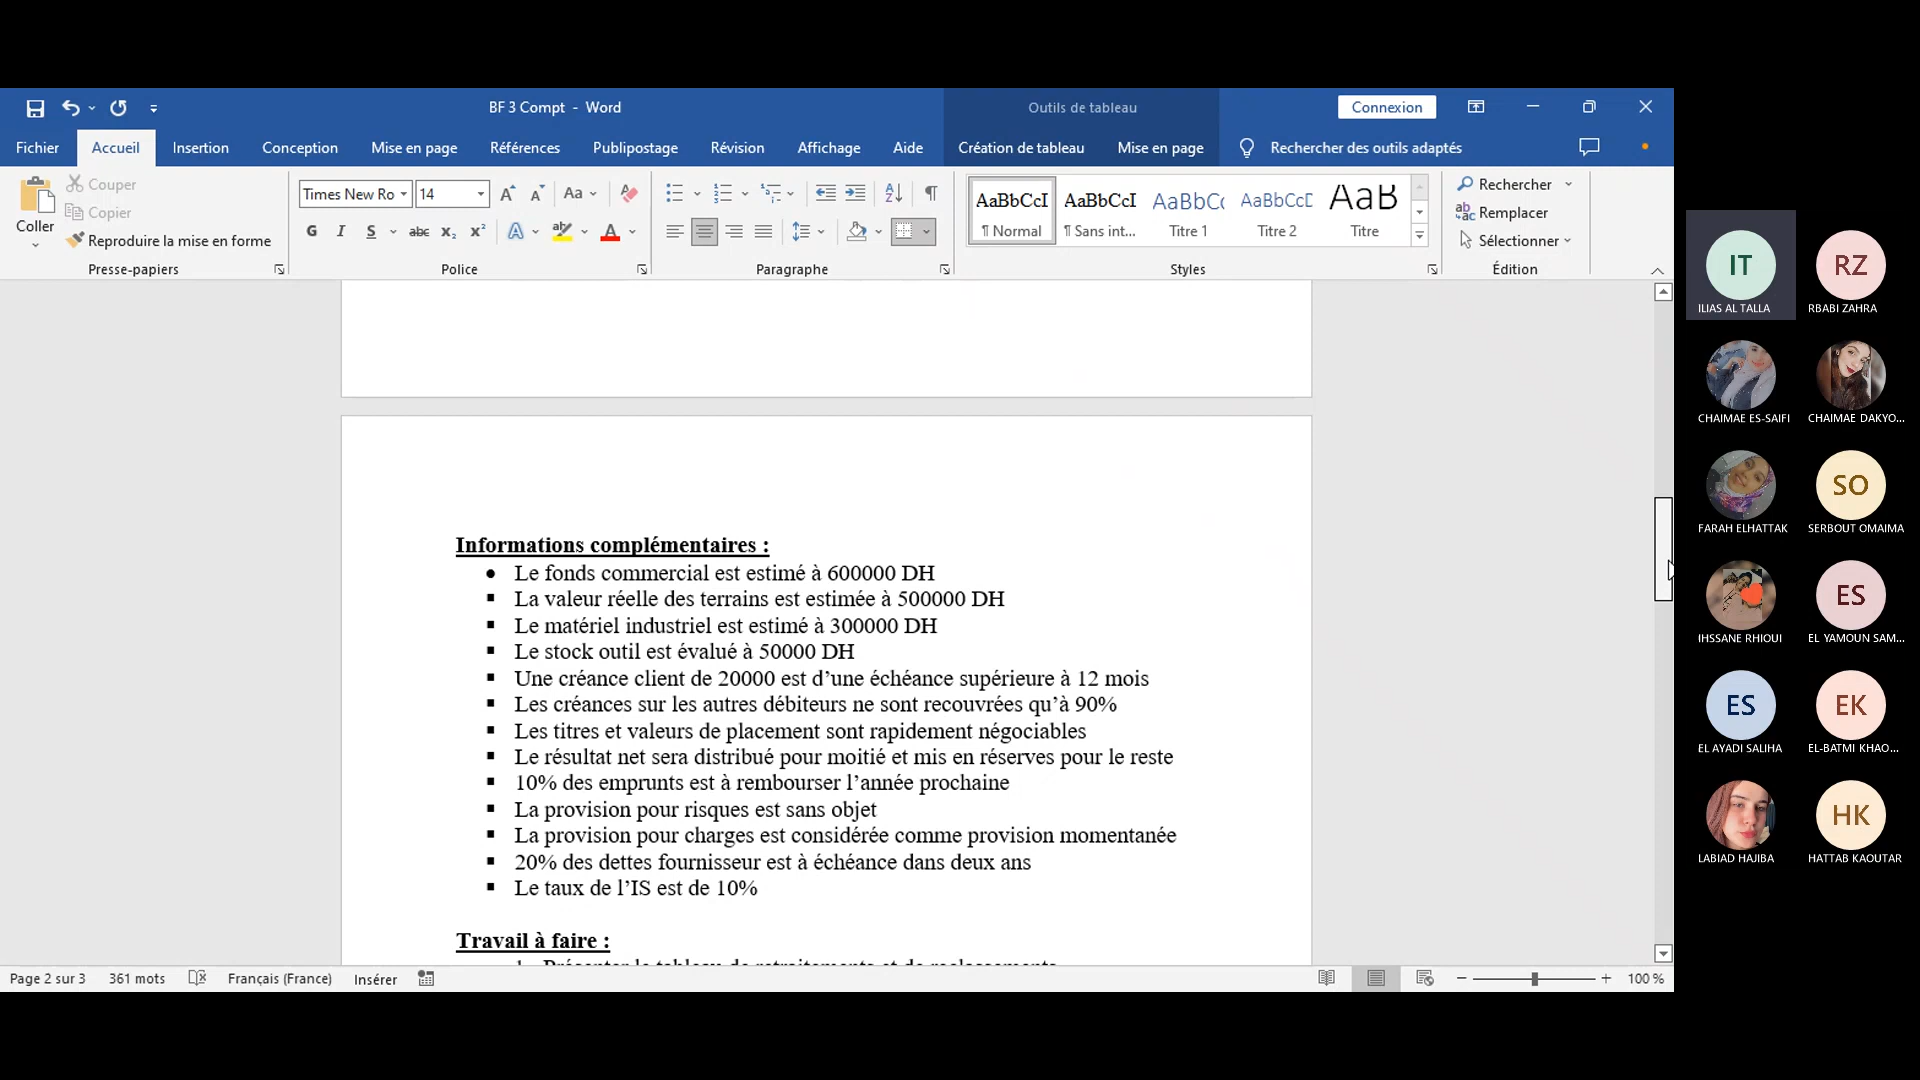 BF 3 Compt - Word
Outils de tableau
Connexion
Fichier Accueil Insertion Conception Mise en page Références Publipostage Révision Affichage Aide Création de tableau Mise en page Rechercher des outils adaptés
Coller
Couper
Copier
Reproduire la mise en forme
Presse-papiers
Times New Ro 14
G I S abc x₂ x²
Police
Paragraphe
AaBbCcI AaBbCcI AaBbCc AaBbCcD AaB
¶ Normal ¶ Sans int... Titre 1 Titre 2 Titre
Styles
Rechercher
Remplacer
Sélectionner
Édition
Informations complémentaires :
• Le fonds commercial est estimé à 600000 DH
▪ La valeur réelle des terrains est estimée à 500000 DH
▪ Le matériel industriel est estimé à 300000 DH
▪ Le stock outil est évalué à 50000 DH
▪ Une créance client de 20000 est d’une échéance supérieure à 12 mois
▪ Les créances sur les autres débiteurs ne sont recouvrées qu’à 90%
▪ Les titres et valeurs de placement sont rapidement négociables
▪ Le résultat net sera distribué pour moitié et mis en réserves pour le reste
▪ 10% des emprunts est à rembourser l’année prochaine
▪ La provision pour risques est sans objet
▪ La provision pour charges est considérée comme provision momentanée
▪ 20% des dettes fournisseur est à échéance dans deux ans
▪ Le taux de l’IS est de 10%
Travail à faire :
Page 2 sur 3 361 mots Français (France) Insérer 100 %
IT RZ
ILIAS AL TALLA RBABI ZAHRA
CHAIMAE ES-SAIFI CHAIMAE DAKYO...
SO
FARAH ELHATTAK SERBOUT OMAIMA
ES
IHSSANE RHIOUI EL YAMOUN SAM...
ES EK
EL AYADI SALIHA EL-BATMI KHAO...
HK
LABIAD HAJIBA HATTAB KAOUTAR